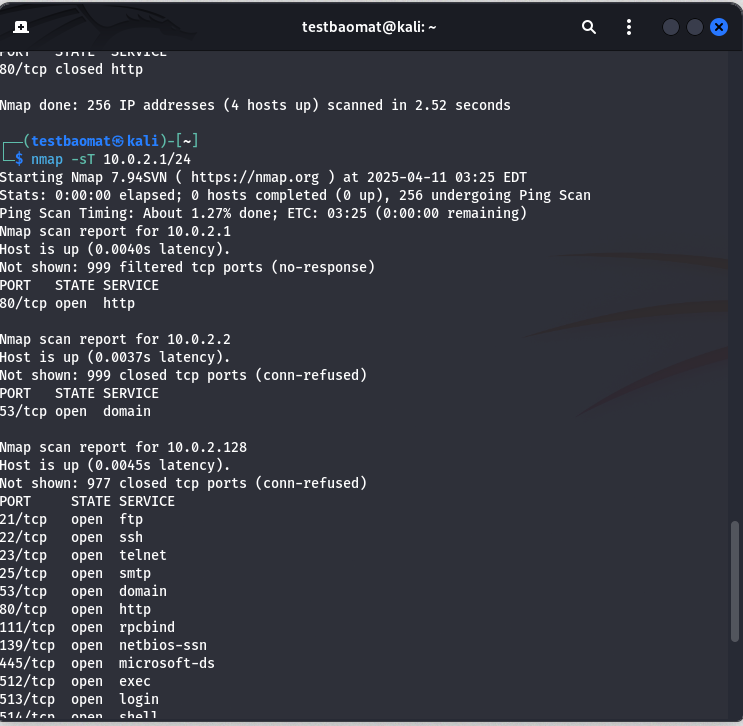 testbaomat@kali: ~
PORT   STATE  SERVICE
80/tcp closed http
Nmap done: 256 IP addresses (4 hosts up) scanned in 2.52 seconds
┌──(testbaomat㉿kali)-[~]
└─$ nmap -sT 10.0.2.1/24
Starting Nmap 7.94SVN ( https://nmap.org ) at 2025-04-11 03:25 EDT
Stats: 0:00:00 elapsed; 0 hosts completed (0 up), 256 undergoing Ping Scan
Ping Scan Timing: About 1.27% done; ETC: 03:25 (0:00:00 remaining)
Nmap scan report for 10.0.2.1
Host is up (0.0040s latency).
Not shown: 999 filtered tcp ports (no-response)
PORT   STATE SERVICE
80/tcp open  http
Nmap scan report for 10.0.2.2
Host is up (0.0037s latency).
Not shown: 999 closed tcp ports (conn-refused)
PORT   STATE SERVICE
53/tcp open  domain
Nmap scan report for 10.0.2.128
Host is up (0.0045s latency).
Not shown: 977 closed tcp ports (conn-refused)
PORT     STATE SERVICE
21/tcp   open  ftp
22/tcp   open  ssh
23/tcp   open  telnet
25/tcp   open  smtp
53/tcp   open  domain
80/tcp   open  http
111/tcp  open  rpcbind
139/tcp  open  netbios-ssn
445/tcp  open  microsoft-ds
512/tcp  open  exec
513/tcp  open  login
514/tcp  open  shell